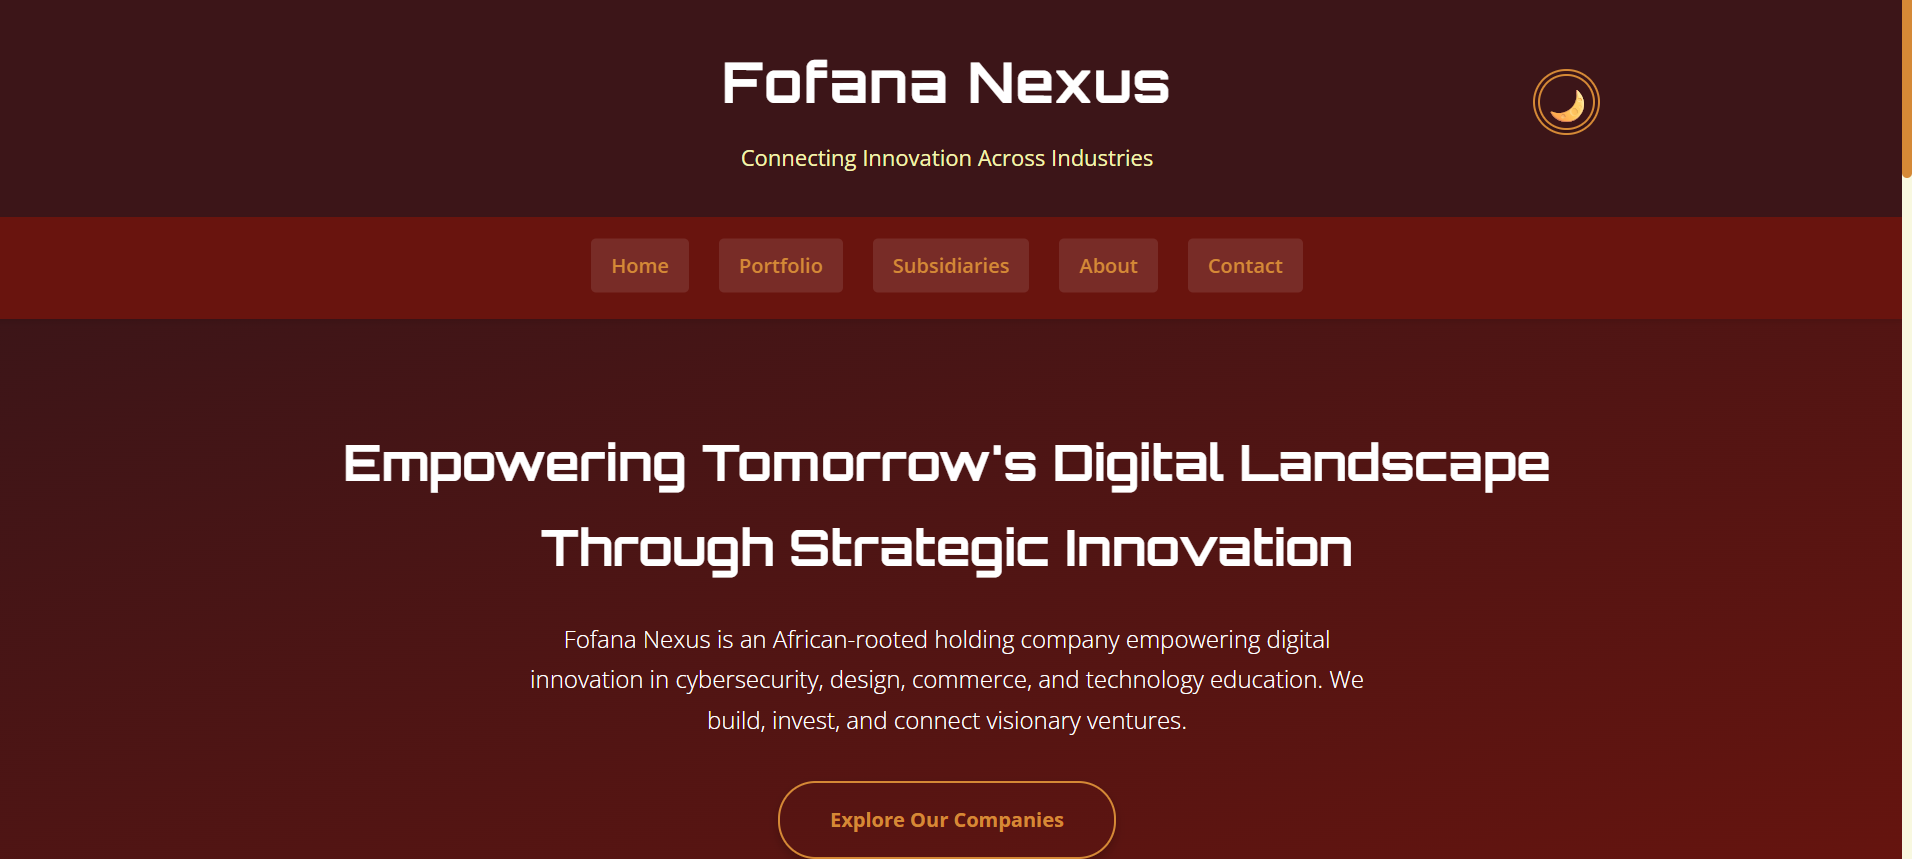 Fofana Nexus
Connecting Innovation Across Industries
Home Portfolio Subsidiaries About Contact
Empowering Tomorrow's Digital Landscape
Through Strategic Innovation
Fofana Nexus is an African-rooted holding company empowering digital
innovation in cybersecurity, design, commerce, and technology education. We
build, invest, and connect visionary ventures.
Explore Our Companies